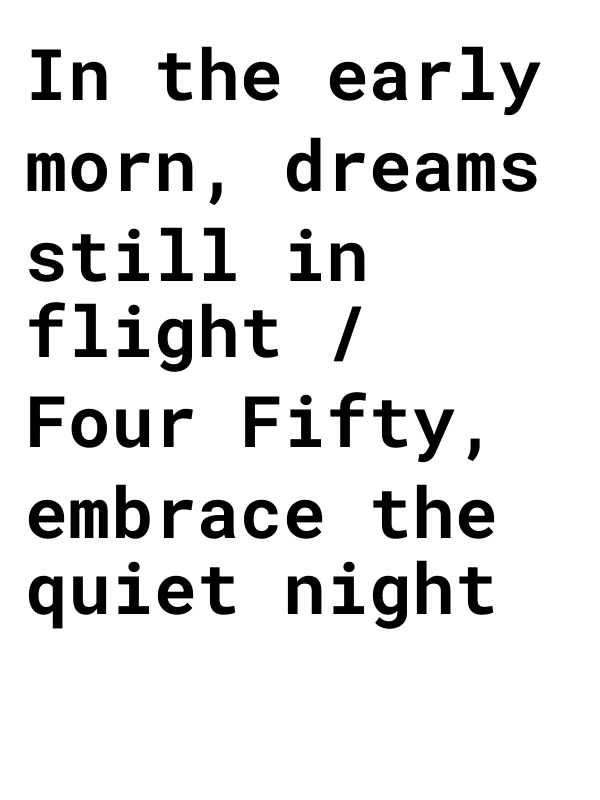 In the early
morn, dreams
still in
flight /
Four Fifty,
embrace the
quiet night